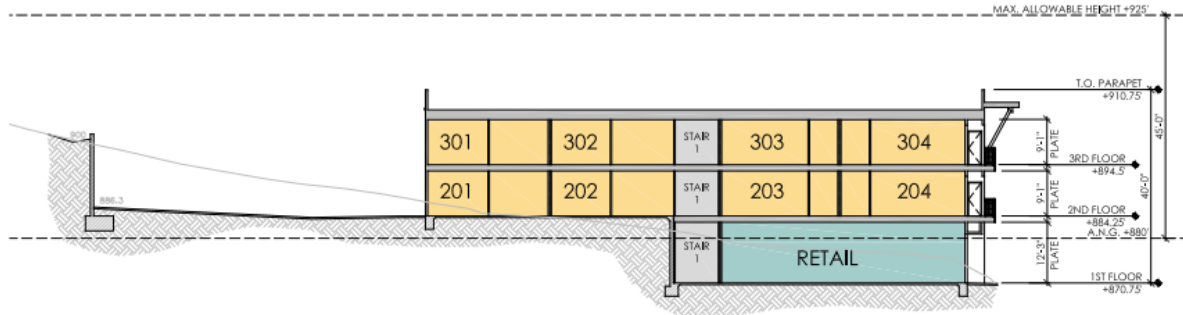 MAX. ALLOWABLE HEIGHT +925'
T.O. PARAPET
+910.75'
45'-0"
900
301
302
STAIR
1
303
304
9'-1"
PLATE
3RD FLOOR
+894.5'
40'-0"
886.3
201
202
STAIR
1
203
204
9'-1"
PLATE
2ND FLOOR
+884.25'
A.N.G. +880'
STAIR
1
RETAIL
12'-3"
PLATE
1ST FLOOR
+870.75'